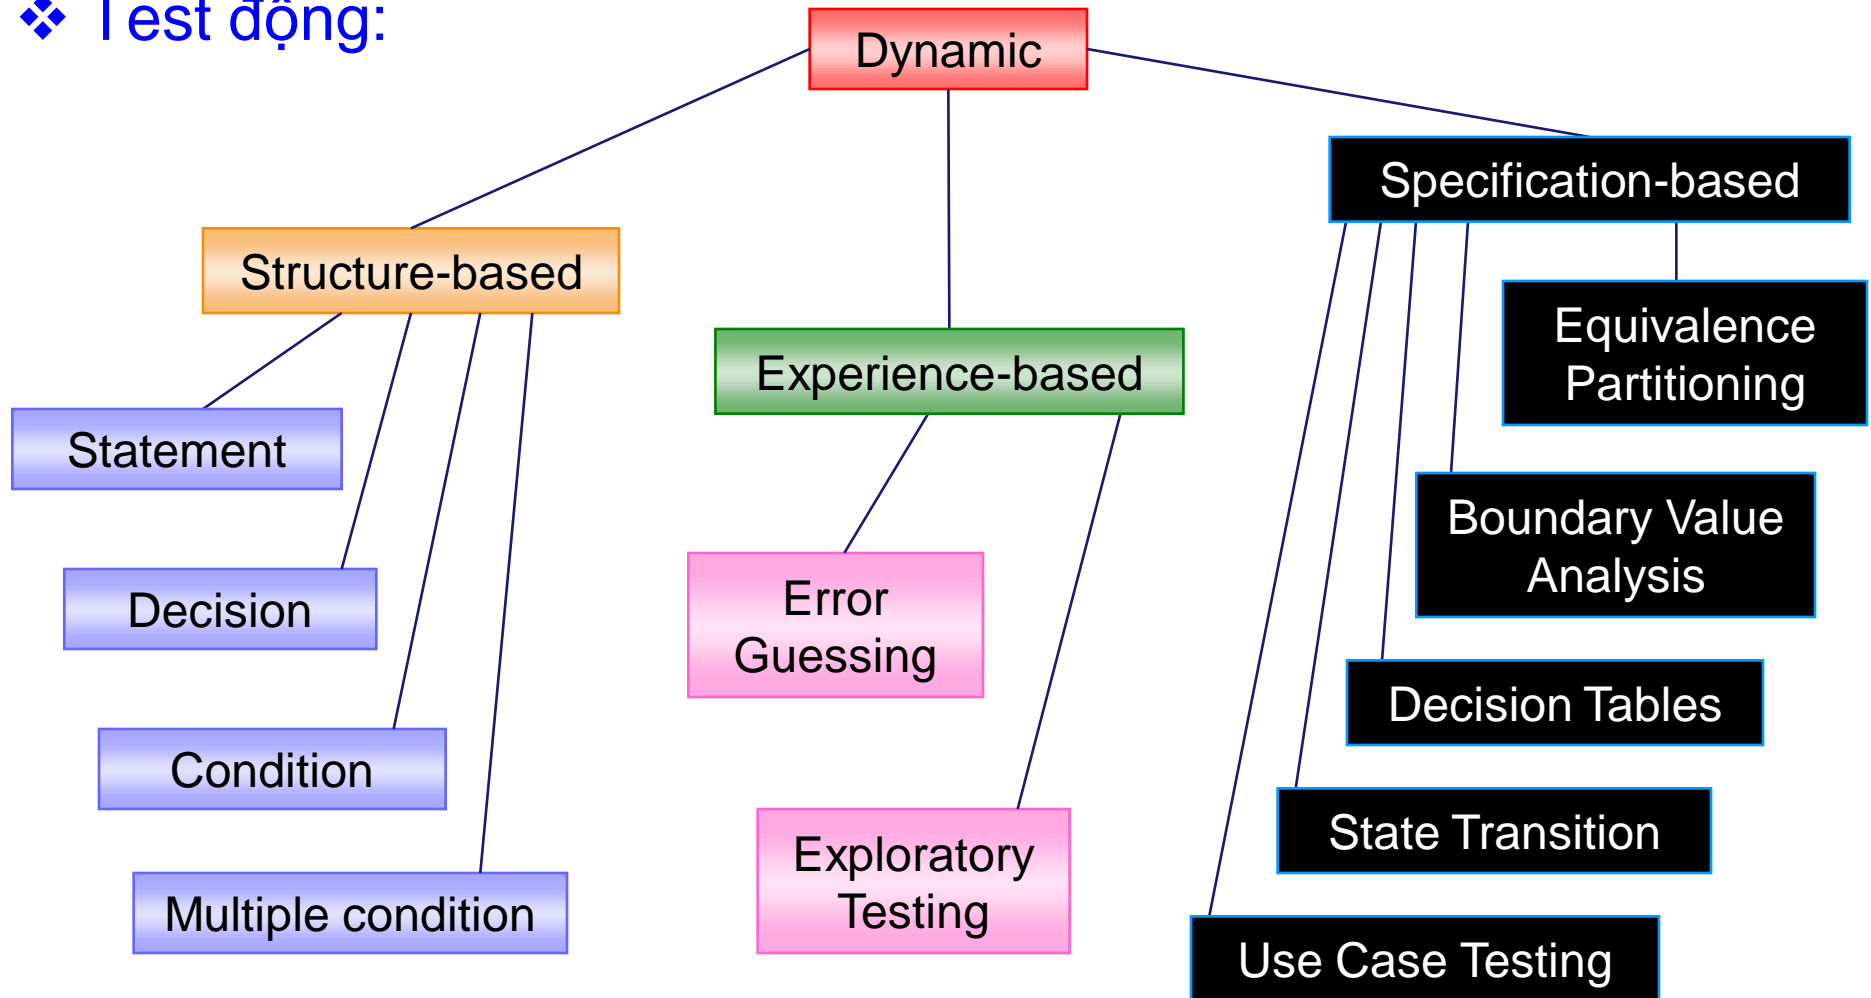 ❖ Test động:
Dynamic
Specification-based
Structure-based
Equivalence
Partitioning
Experience-based
Statement
Boundary Value
Analysis
Decision
Error
Guessing
Decision Tables
Condition
State Transition
Exploratory
Testing
Multiple condition
Use Case Testing